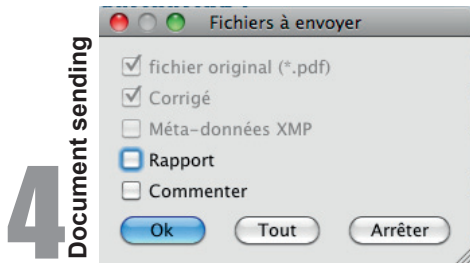 4
Document sending
Fichiers à envoyer
fichier original (*.pdf)
Corrigé
Méta-données XMP
Rapport
Commenter
Ok
Tout
Arrêter